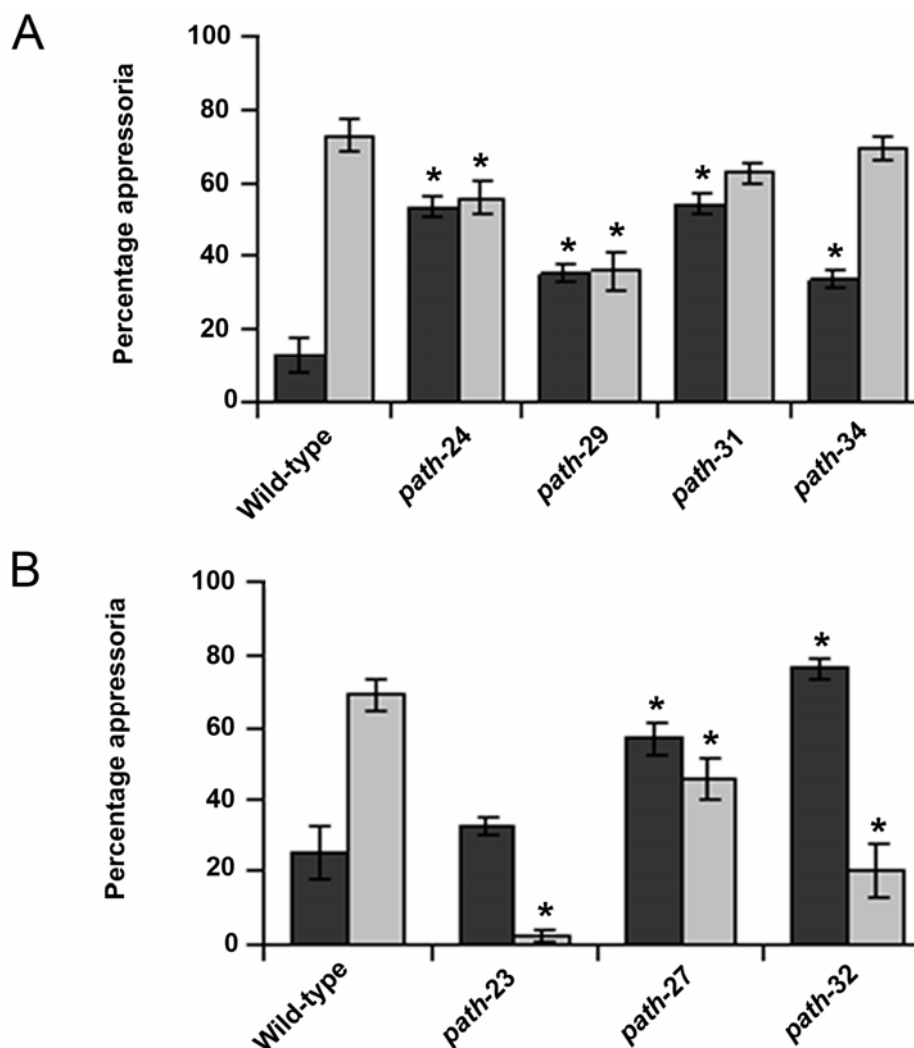 A
Percentage appressoria
100
80
60
40
20
0
* * * * * *
Wild-type path-24 path-29 path-31 path-34
B
Percentage appressoria
100
80
60
40
20
0
* * * * *
Wild-type path-23 path-27 path-32